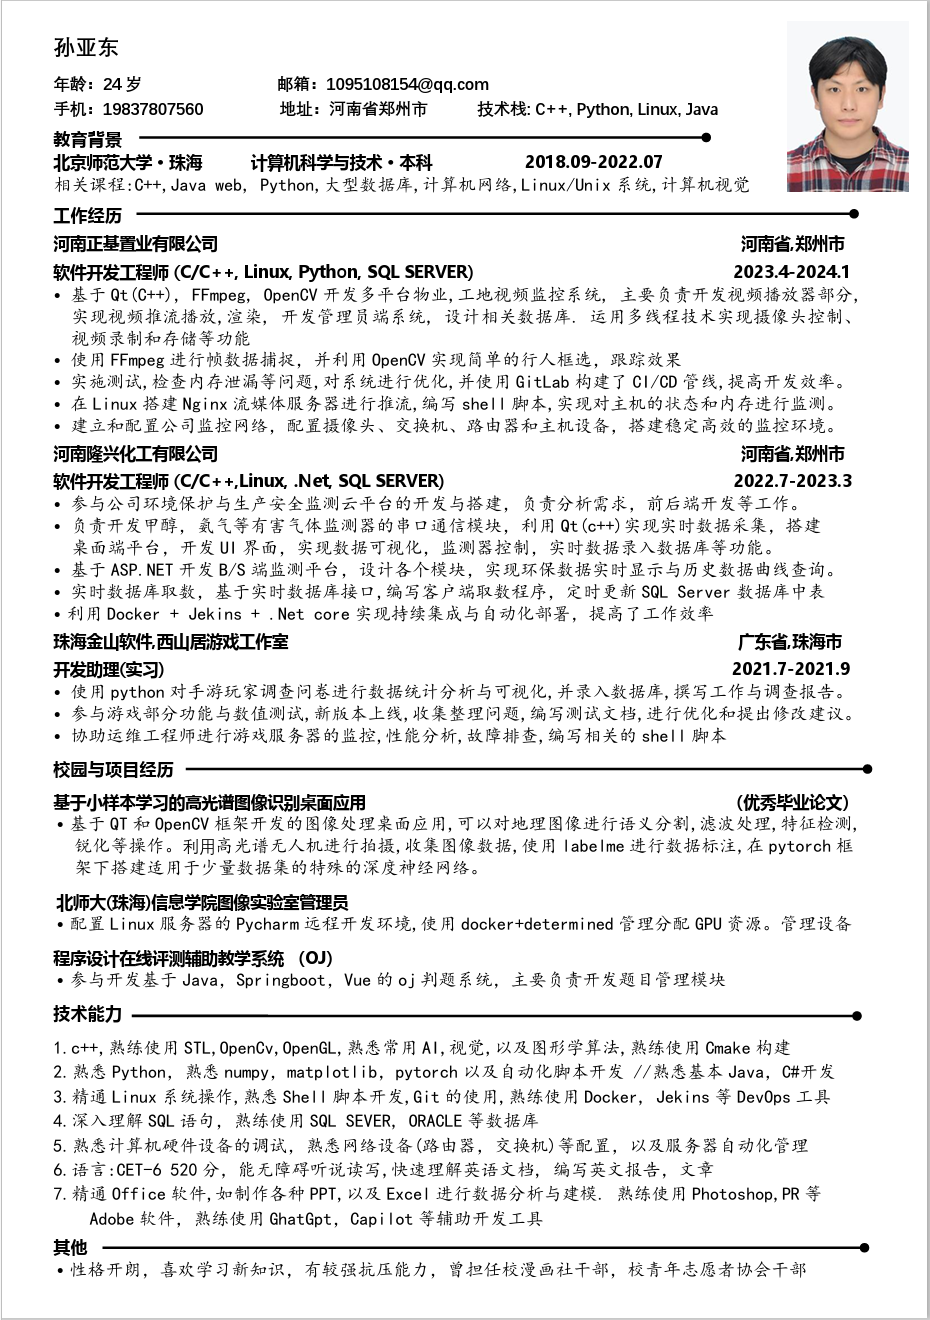 孙亚东
年龄：24 岁 邮箱：1095108154@qq.com
手机：19837807560 地址：河南省郑州市 技术栈: C++, Python, Linux, Java
教育背景
北京师范大学・珠海 计算机科学与技术・本科 2018.09-2022.07
相关课程:C++,Java web, Python,大型数据库,计算机网络,Linux/Unix 系统,计算机视觉
工作经历
河南正基置业有限公司 河南省,郑州市
软件开发工程师 (C/C++, Linux, Python, SQL SERVER) 2023.4-2024.1
• 基于 Qt(C++), FFmpeg, OpenCV 开发多平台物业,工地视频监控系统, 主要负责开发视频播放器部分,
实现视频推流播放,渲染, 开发管理员端系统, 设计相关数据库. 运用多线程技术实现摄像头控制、
视频录制和存储等功能
• 使用 FFmpeg 进行帧数据捕捉, 并利用 OpenCV 实现简单的行人框选, 跟踪效果
• 实施测试,检查内存泄漏等问题,对系统进行优化,并使用 GitLab 构建了 CI/CD 管线,提高开发效率。
• 在 Linux 搭建 Nginx 流媒体服务器进行推流,编写 shell 脚本,实现对主机的状态和内存进行监测。
• 建立和配置公司监控网络, 配置摄像头、交换机、路由器和主机设备, 搭建稳定高效的监控环境。
河南隆兴化工有限公司 河南省,郑州市
软件开发工程师 (C/C++,Linux, .Net, SQL SERVER) 2022.7-2023.3
• 参与公司环境保护与生产安全监测云平台的开发与搭建, 负责分析需求, 前后端开发等工作。
• 负责开发甲醇, 氨气等有害气体监测器的串口通信模块, 利用 Qt(c++)实现实时数据采集, 搭建
桌面端平台, 开发 UI 界面, 实现数据可视化, 监测器控制, 实时数据录入数据库等功能。
• 基于 ASP.NET 开发 B/S 端监测平台, 设计各个模块, 实现环保数据实时显示与历史数据曲线查询。
• 实时数据库取数, 基于实时数据库接口,编写客户端取数程序, 定时更新 SQL Server 数据库中表
• 利用 Docker + Jekins + .Net core 实现持续集成与自动化部署, 提高了工作效率
珠海金山软件,西山居游戏工作室 广东省,珠海市
开发助理(实习) 2021.7-2021.9
• 使用 python 对手游玩家调查问卷进行数据统计分析与可视化,并录入数据库,撰写工作与调查报告。
• 参与游戏部分功能与数值测试,新版本上线,收集整理问题,编写测试文档,进行优化和提出修改建议。
• 协助运维工程师进行游戏服务器的监控,性能分析,故障排查,编写相关的 shell 脚本
校园与项目经历
基于小样本学习的高光谱图像识别桌面应用 （优秀毕业论文）
• 基于 QT 和 OpenCV 框架开发的图像处理桌面应用,可以对地理图像进行语义分割,滤波处理,特征检测,
锐化等操作。利用高光谱无人机进行拍摄,收集图像数据,使用 labelme 进行数据标注,在 pytorch 框
架下搭建适用于少量数据集的特殊的深度神经网络。
北师大(珠海)信息学院图像实验室管理员
• 配置 Linux 服务器的 Pycharm 远程开发环境,使用 docker+determined 管理分配 GPU 资源。管理设备
程序设计在线评测辅助教学系统 （OJ）
• 参与开发基于 Java, Springboot, Vue 的 oj 判题系统, 主要负责开发题目管理模块
技术能力
1. c++,熟练使用 STL,OpenCv,OpenGL,熟悉常用 AI,视觉,以及图形学算法,熟练使用 Cmake 构建
2. 熟悉 Python, 熟悉 numpy, matplotlib, pytorch 以及自动化脚本开发 //熟悉基本 Java, C#开发
3. 精通 Linux 系统操作,熟悉 Shell 脚本开发,Git 的使用,熟练使用 Docker, Jekins 等 DevOps 工具
4. 深入理解 SQL 语句, 熟练使用 SQL SEVER, ORACLE 等数据库
5. 熟悉计算机硬件设备的调试, 熟悉网络设备(路由器, 交换机)等配置, 以及服务器自动化管理
6. 语言:CET-6 520 分, 能无障碍听说读写,快速理解英语文档, 编写英文报告, 文章
7. 精通 Office 软件,如制作各种 PPT,以及 Excel 进行数据分析与建模. 熟练使用 Photoshop,PR 等
Adobe 软件, 熟练使用 GhatGpt, Capilot 等辅助开发工具
其他
• 性格开朗, 喜欢学习新知识, 有较强抗压能力, 曾担任校漫画社干部, 校青年志愿者协会干部